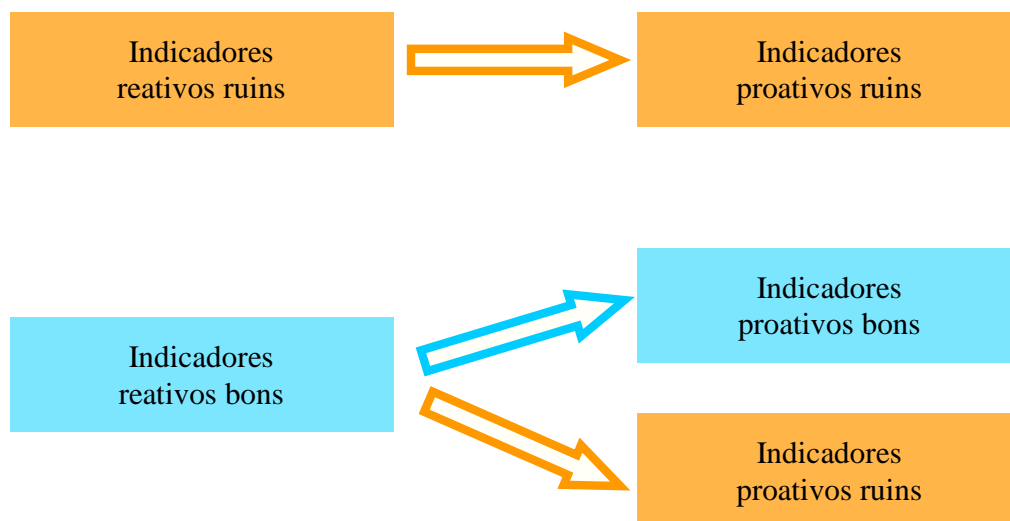 Indicadores
reativos ruins
Indicadores
proativos ruins
Indicadores
reativos bons
Indicadores
proativos bons
Indicadores
proativos ruins